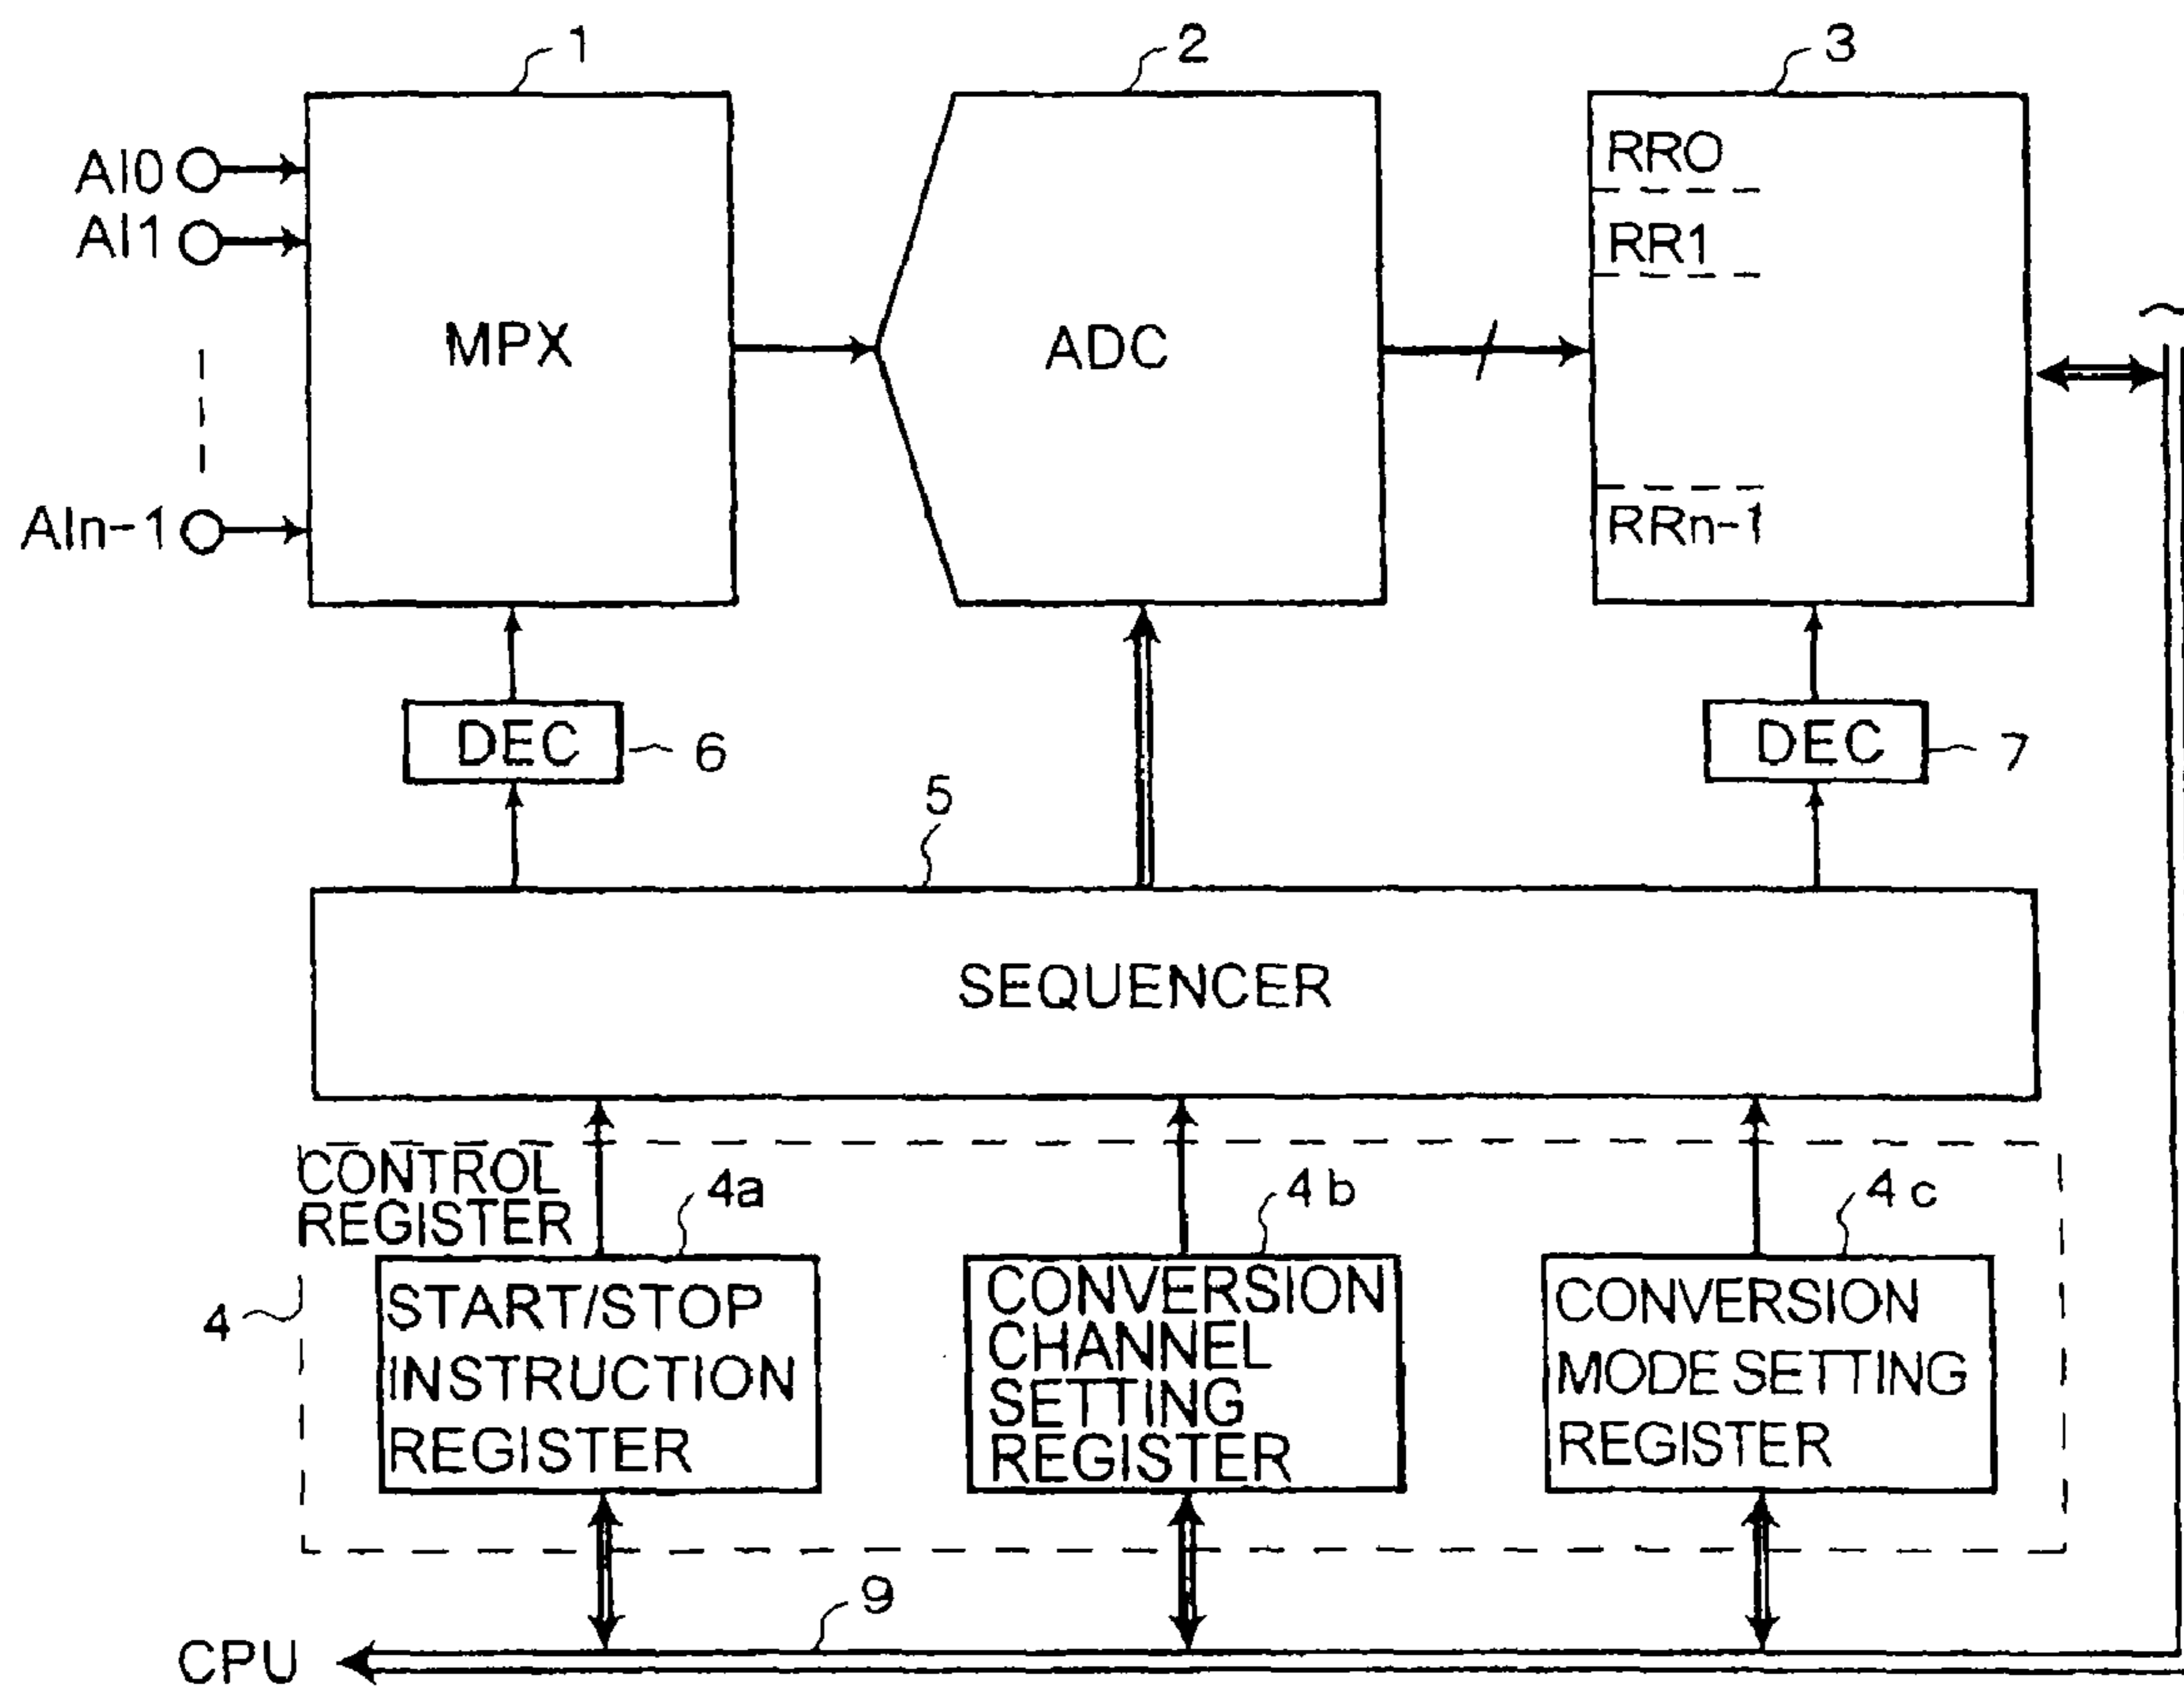 1
2
3
AI0
AI1
AIn-1
MPX
ADC
RR0
RR1
RRn-1
DEC
6
DEC
7
5
SEQUENCER
CONTROL
REGISTER
4
4a
START/STOP
INSTRUCTION
REGISTER
4b
CONVERSION
CHANNEL
SETTING
REGISTER
4c
CONVERSION
MODE SETTING
REGISTER
9
CPU